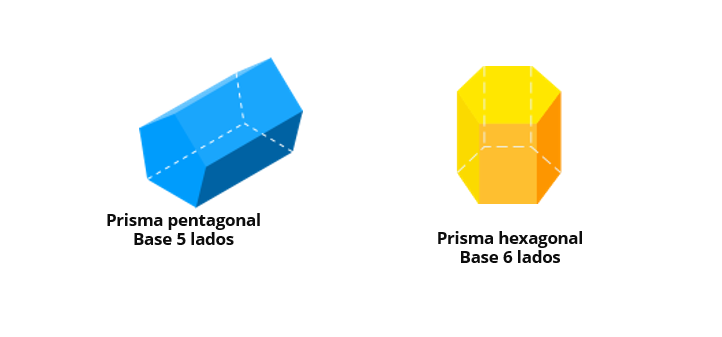 Prisma pentagonal
Base 5 lados
Prisma hexagonal
Base 6 lados